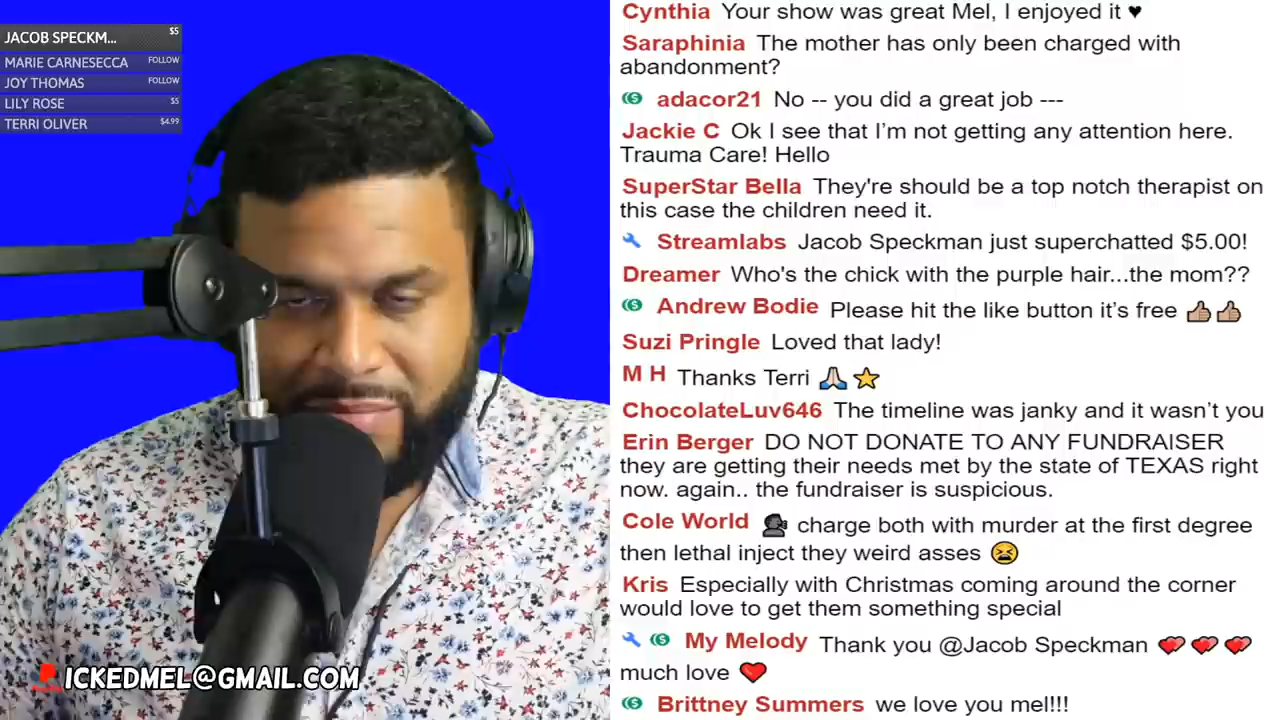 JACOB SPECKM... $5
MARIE CARNESECCA FOLLOW
JOY THOMAS FOLLOW
LILY ROSE $5
TERRI OLIVER $4.99
ICKEDMEL@GMAIL.COM
Cynthia Your show was great Mel, I enjoyed it ♥
Saraphinia The mother has only been charged with
abandonment?
adacor21 No -- you did a great job ---
Jackie C Ok I see that I’m not getting any attention here.
Trauma Care! Hello
SuperStar Bella They're should be a top notch therapist on
this case the children need it.
Streamlabs Jacob Speckman just superchatted $5.00!
Dreamer Who's the chick with the purple hair...the mom??
Andrew Bodie Please hit the like button it’s free 👍🏼👍🏼
Suzi Pringle Loved that lady!
M H Thanks Terri 🙏🏻⭐
ChocolateLuv646 The timeline was janky and it wasn’t you
Erin Berger DO NOT DONATE TO ANY FUNDRAISER
they are getting their needs met by the state of TEXAS right
now. again.. the fundraiser is suspicious.
Cole World 🗣 charge both with murder at the first degree
then lethal inject they weird asses 😫
Kris Especially with Christmas coming around the corner
would love to get them something special
My Melody Thank you @Jacob Speckman 💕💕💕
much love ❤
Brittney Summers we love you mel!!!